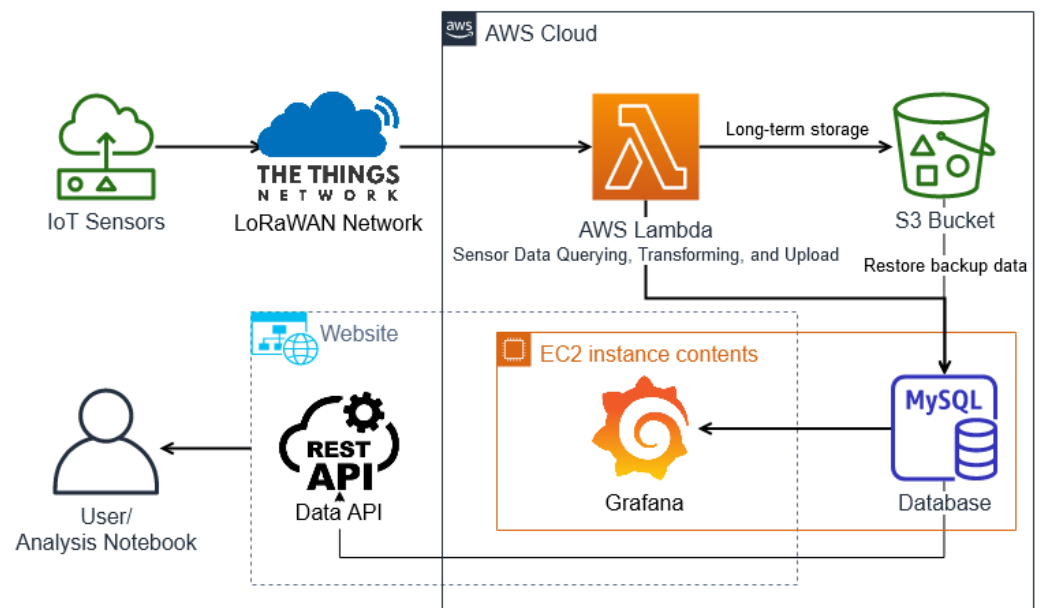 aws
AWS Cloud
Long-term storage
THE THINGS
NETWORK
IoT Sensors
LoRaWAN Network
AWS Lambda
S3 Bucket
Sensor Data Querying, Transforming, and Upload
Restore backup data
Website
EC2 instance contents
MySQL
REST
API
Data API
Grafana
Database
User/
Analysis Notebook